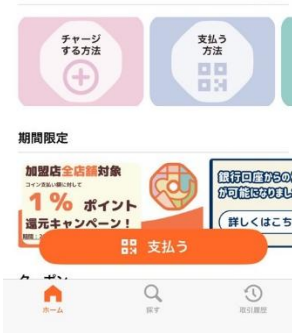 チャージ
する方法
支払う
方法
期間限定
加盟店全店舗対象
コイン支払い額に対して
1% ポイント
還元キャンペーン！
銀行口座からの
が可能になりまし
詳しくはこち
支払う
クーポン
ホーム
探す
取引履歴